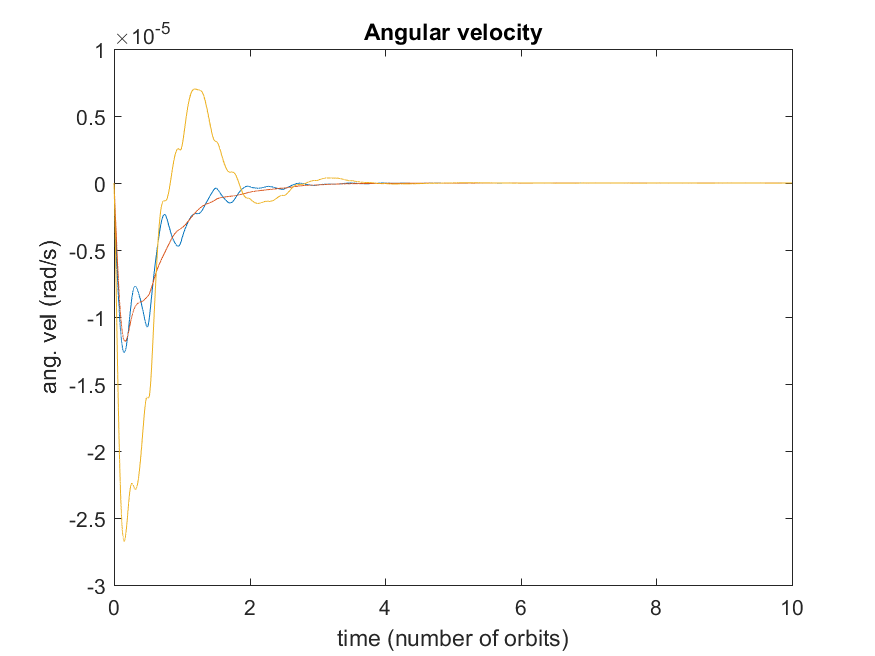 Angular velocity
×10-5
1
0.5
0
-0.5
-1
-1.5
-2
-2.5
-3
ang. vel (rad/s)
0 2 4 6 8 10
time (number of orbits)